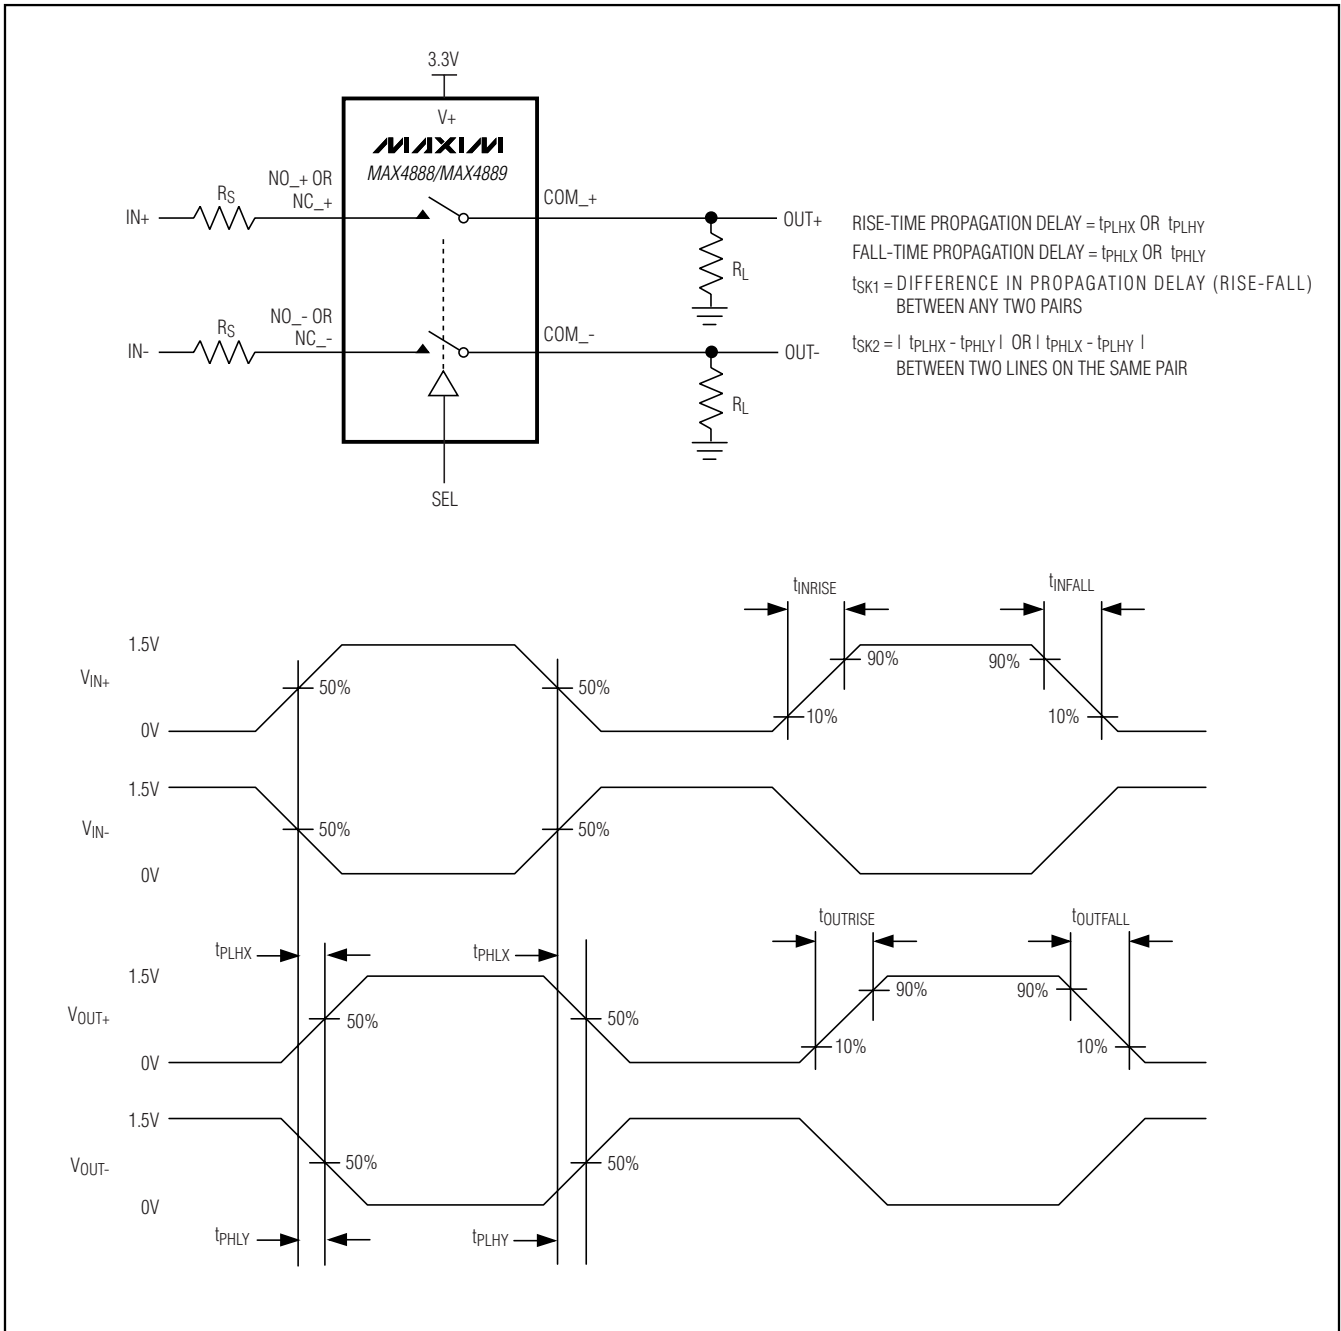 3.3V
V+
MAXIM
MAX4888/MAX4889
NO_+ OR
NC_+
RS
IN+
COM_+
OUT+
RL
NO_- OR
NC_-
RS
IN-
COM_-
OUT-
RL
SEL
RISE-TIME PROPAGATION DELAY = tPLHX OR tPLHY
FALL-TIME PROPAGATION DELAY = tPHLX OR tPHLY
tSK1 = DIFFERENCE IN PROPAGATION DELAY (RISE-FALL)
BETWEEN ANY TWO PAIRS
tSK2 = | tPLHX - tPHLY | OR | tPHLX - tPLHY |
BETWEEN TWO LINES ON THE SAME PAIR
tINRISE
tINFALL
1.5V
VIN+
0V
50%
50%
90%
10%
90%
10%
1.5V
VIN-
0V
50%
50%
tOUTRISE
tOUTFALL
tPLHX
tPHLX
1.5V
VOUT+
0V
50%
50%
90%
10%
90%
10%
1.5V
VOUT-
0V
50%
50%
tPHLY
tPLHY